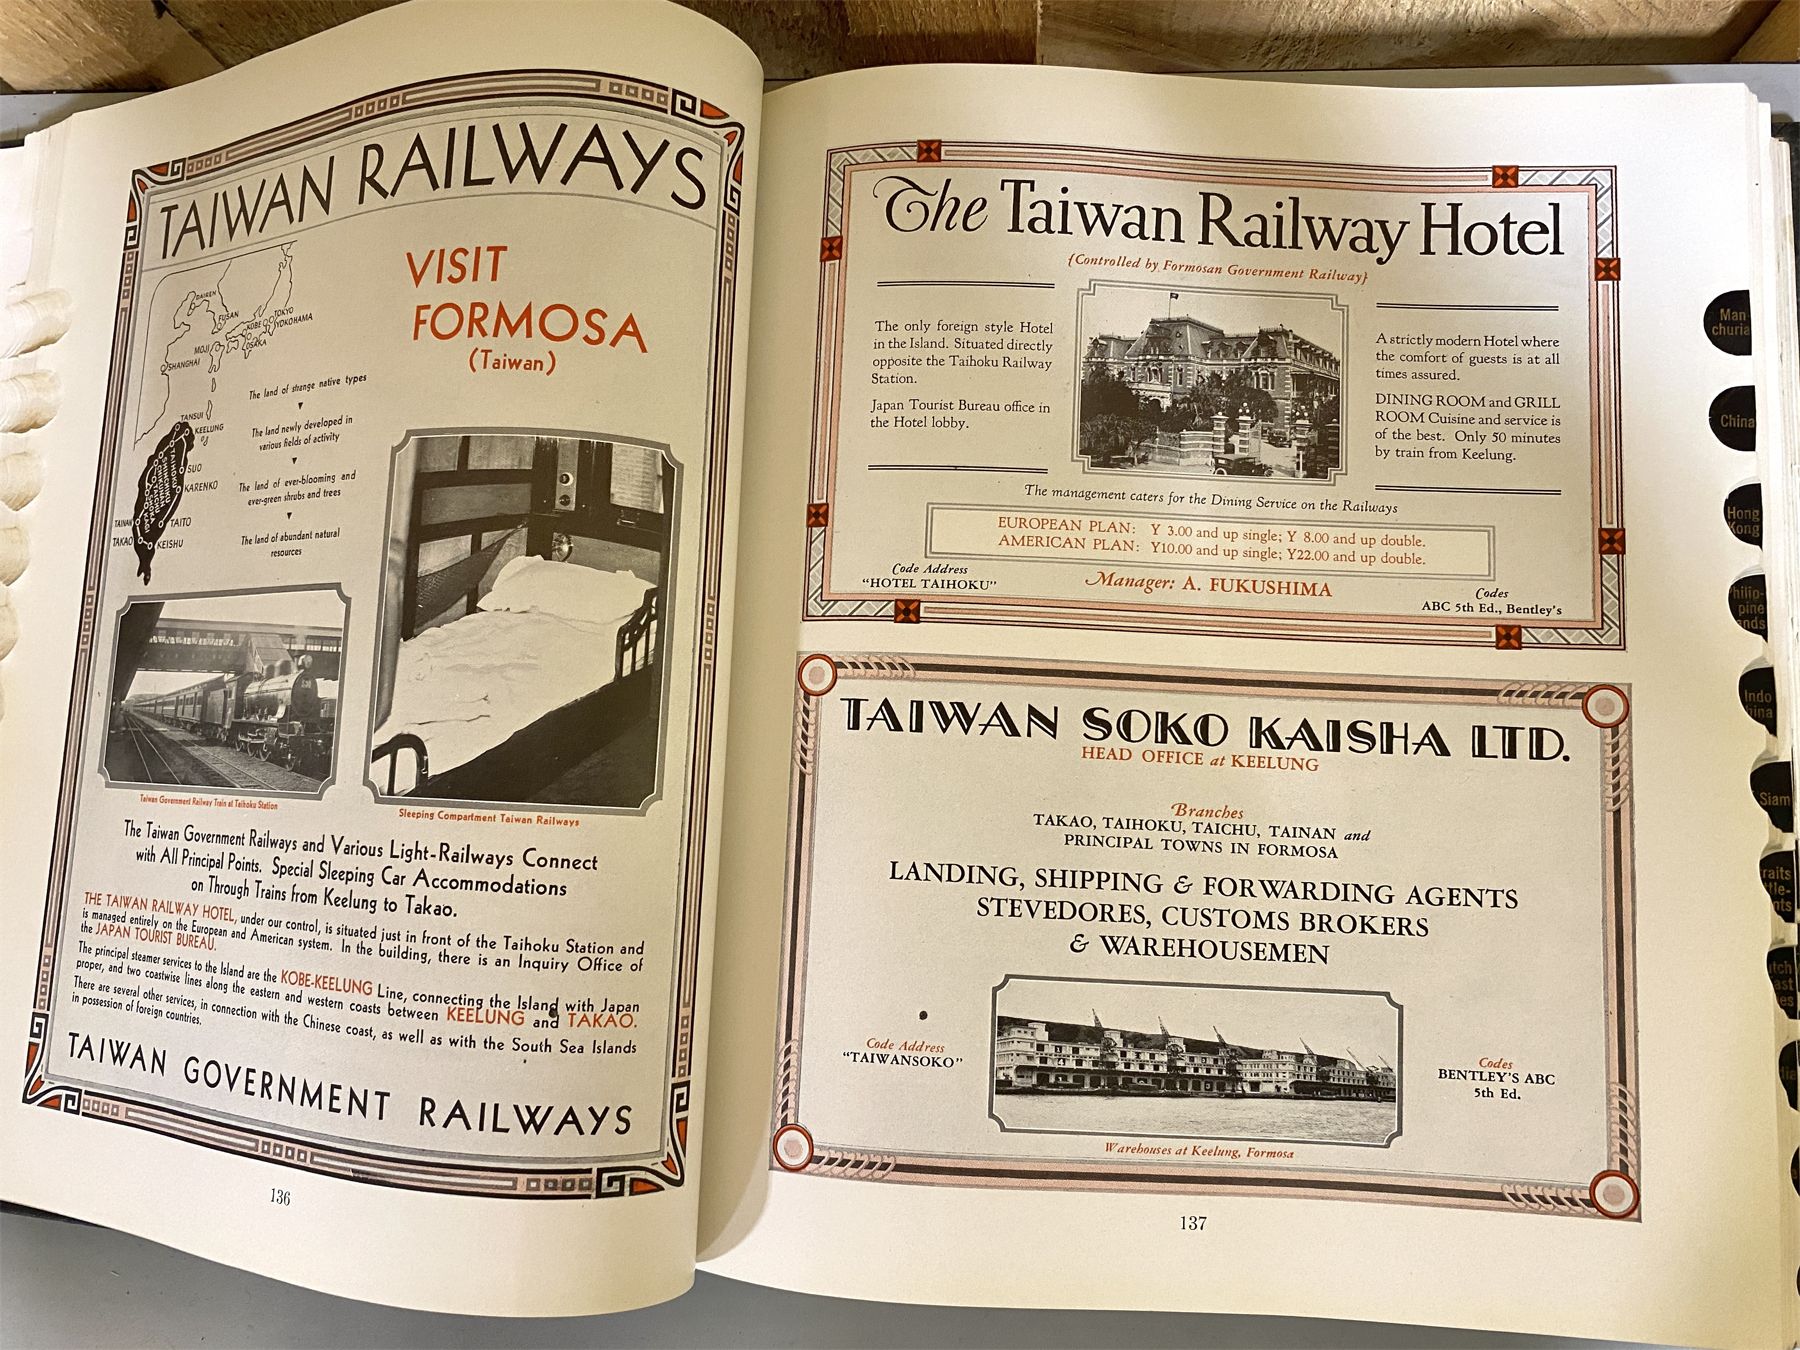 TAIWAN RAILWAYS
VISIT
FORMOSA
(Taiwan)
DAIREN
FUSAN
KOBE
TOKYO
YOKOHAMA
OSAKA
MOJI
SHANGHAI
TANSUI
KEELUNG
TAIHOKU
SUO
KARENKO
TAINAN
TAITO
TAKAO
KEISHU
The land of strange native types
The land newly developed in
various fields of activity
The land of ever-blooming and
ever-green shrubs and trees
The land of abundant natural
resources
Taiwan Government Railway Train at Taihoku Station
Sleeping Compartment Taiwan Railways
The Taiwan Government Railways and Various Light-Railways Connect
with All Principal Points. Special Sleeping Car Accommodations
on Through Trains from Keelung to Takao.
THE TAIWAN RAILWAY HOTEL, under our control, is situated just in front of the Taihoku Station and
is managed entirely on the European and American system. In the building, there is an Inquiry Office of
the JAPAN TOURIST BUREAU.
The principal steamer services to the Island are the KOBE-KEELUNG Line, connecting the Island with Japan
proper, and two coastwise lines along the eastern and western coasts between KEELUNG and TAKAO.
There are several other services, in connection with the Chinese coast, as well as with the South Sea Islands
in possession of foreign countries.
TAIWAN GOVERNMENT RAILWAYS
136
The Taiwan Railway Hotel
{Controlled by Formosan Government Railway}
The only foreign style Hotel
in the Island. Situated directly
opposite the Taihoku Railway
Station.
Japan Tourist Bureau office in
the Hotel lobby.
A strictly modern Hotel where
the comfort of guests is at all
times assured.
DINING ROOM and GRILL
ROOM Cuisine and service is
of the best. Only 50 minutes
by train from Keelung.
The management caters for the Dining Service on the Railways
EUROPEAN PLAN: Y 3.00 and up single; Y 8.00 and up double.
AMERICAN PLAN: Y10.00 and up single; Y22.00 and up double.
Code Address
"HOTEL TAIHOKU"
Manager: A. FUKUSHIMA
Codes
ABC 5th Ed., Bentley's
TAIWAN SOKO KAISHA LTD.
HEAD OFFICE at KEELUNG
Branches
TAKAO, TAIHOKU, TAICHU, TAINAN and
PRINCIPAL TOWNS IN FORMOSA
LANDING, SHIPPING & FORWARDING AGENTS
STEVEDORES, CUSTOMS BROKERS
& WAREHOUSEMEN
Code Address
"TAIWANSOKO"
Codes
BENTLEY'S ABC
5th Ed.
Warehouses at Keelung, Formosa
137
Man
churia
China
Hong
Kong
Philip-
pine
Indo
Siam